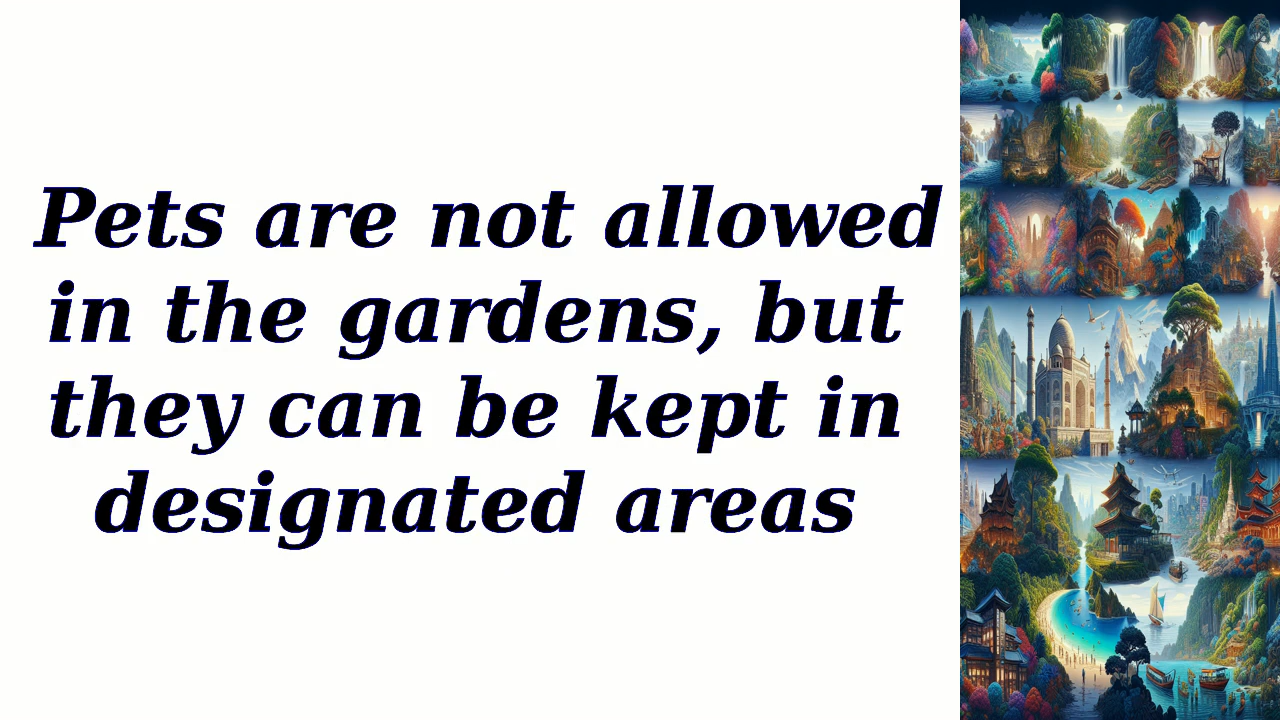 Pets are not allowed
in the gardens, but
they can be kept in
designated areas